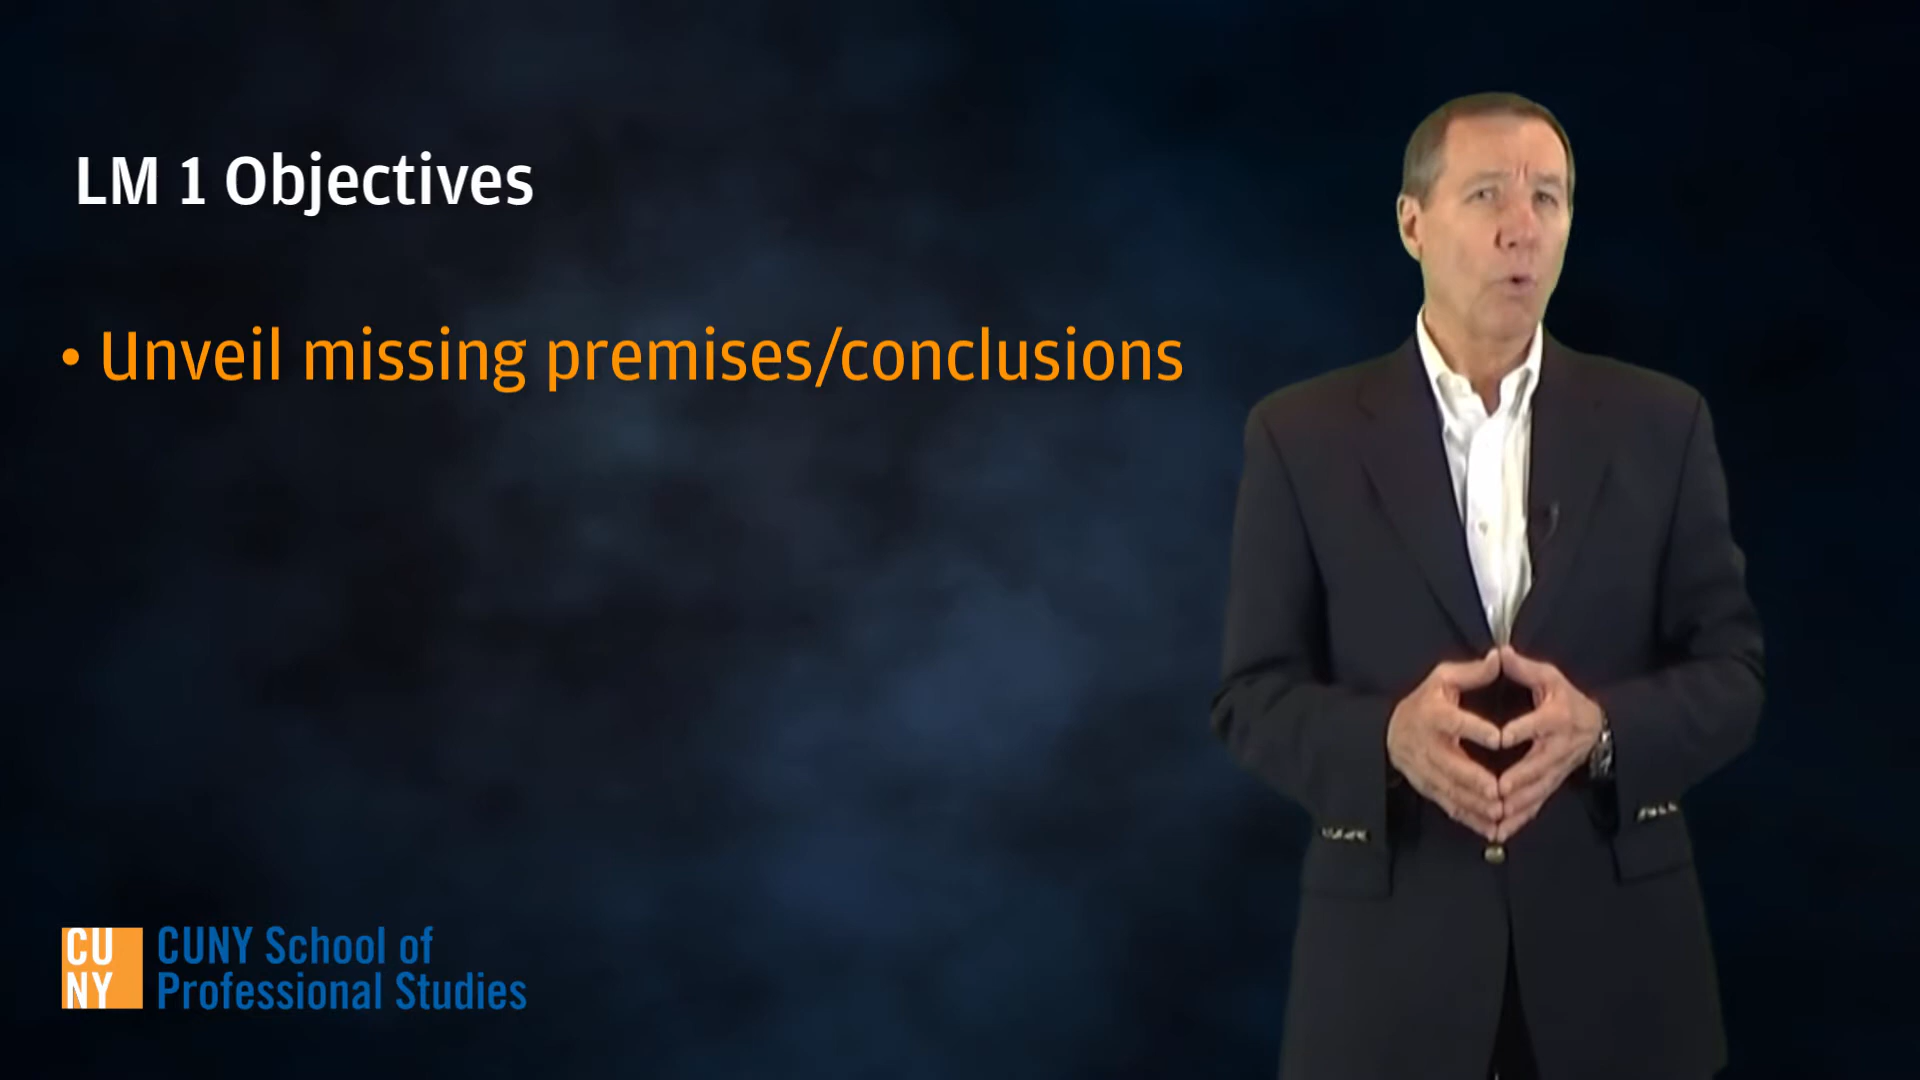 LM 1 Objectives
• Unveil missing premises/conclusions
CU
NY
CUNY School of
Professional Studies